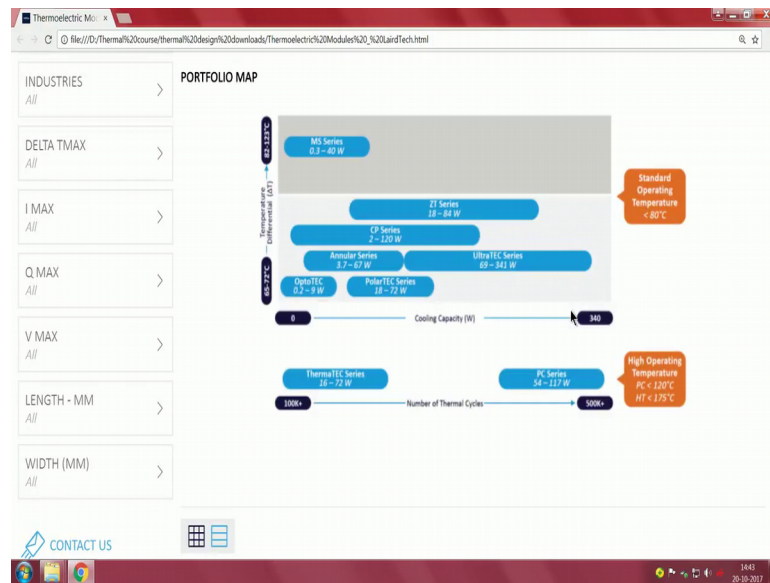 Thermoelectric Mo
file:///D:/Thermal%20course/thermal%20design%20downloads/Thermoelectric%20Modules%20_%20LairdTech.html
INDUSTRIES
All
DELTA TMAX
All
I MAX
All
Q MAX
All
V MAX
All
LENGTH - MM
All
WIDTH (MM)
All
CONTACT US
PORTFOLIO MAP
82-123°C
Temperature
Differential (ΔT)
65-72°C
MS Series
0.3 – 40 W
ZT Series
18 – 84 W
CP Series
2 – 120 W
Annular Series
3.7 – 67 W
UltraTEC Series
69 – 341 W
OptoTEC
0.2 – 9 W
PolarTEC Series
18 – 72 W
0
Cooling Capacity (W)
340
Standard
Operating
Temperature
< 80°C
ThermaTEC Series
16 – 72 W
PC Series
54 – 117 W
100K+
Number of Thermal Cycles
500K+
High Operating
Temperature
PC < 120°C
HT < 175°C
14:43
20-10-2017